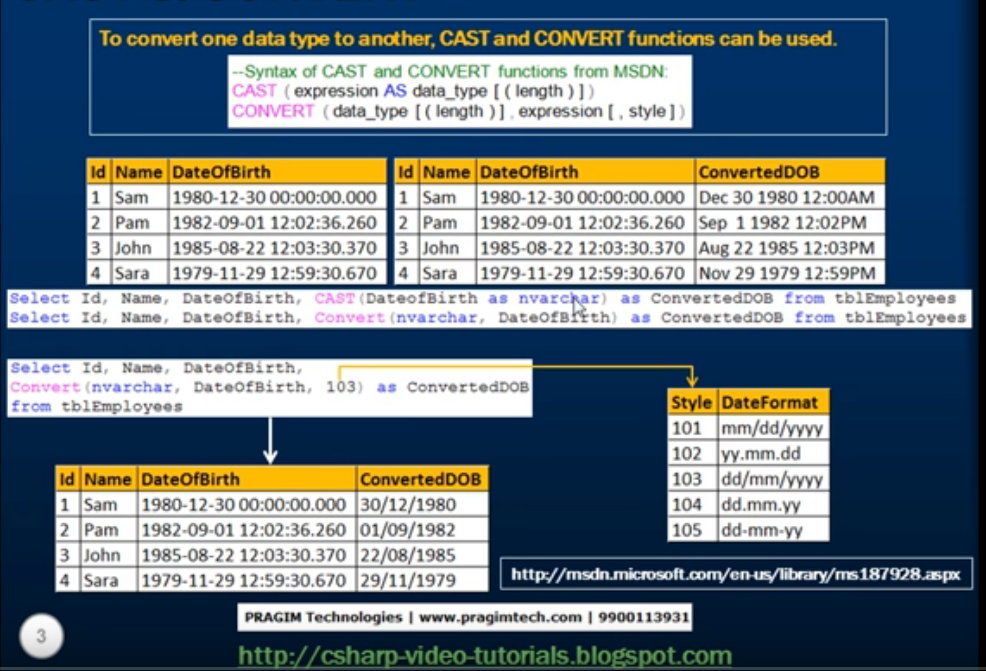 To convert one data type to another, CAST and CONVERT functions can be used.
--Syntax of CAST and CONVERT functions from MSDN:
CAST ( expression AS data_type [ ( length ) ] )
CONVERT ( data_type [ ( length ) ] , expression [ , style ] )
Id Name DateOfBirth
1 Sam 1980-12-30 00:00:00.000
2 Pam 1982-09-01 12:02:36.260
3 John 1985-08-22 12:03:30.370
4 Sara 1979-11-29 12:59:30.670
Id Name DateOfBirth ConvertedDOB
1 Sam 1980-12-30 00:00:00.000 Dec 30 1980 12:00AM
2 Pam 1982-09-01 12:02:36.260 Sep 1 1982 12:02PM
3 John 1985-08-22 12:03:30.370 Aug 22 1985 12:03PM
4 Sara 1979-11-29 12:59:30.670 Nov 29 1979 12:59PM
Select Id, Name, DateOfBirth, CAST(DateofBirth as nvarchar) as ConvertedDOB from tblEmployees
Select Id, Name, DateOfBirth, Convert(nvarchar, DateOfBirth) as ConvertedDOB from tblEmployees
Select Id, Name, DateOfBirth,
Convert(nvarchar, DateOfBirth, 103) as ConvertedDOB
from tblEmployees
Style DateFormat
101 mm/dd/yyyy
102 yy.mm.dd
103 dd/mm/yyyy
104 dd.mm.yy
105 dd-mm-yy
Id Name DateOfBirth ConvertedDOB
1 Sam 1980-12-30 00:00:00.000 30/12/1980
2 Pam 1982-09-01 12:02:36.260 01/09/1982
3 John 1985-08-22 12:03:30.370 22/08/1985
4 Sara 1979-11-29 12:59:30.670 29/11/1979
http://msdn.microsoft.com/en-us/library/ms187928.aspx
PRAGIM Technologies | www.pragimtech.com | 9900113931
3
http://csharp-video-tutorials.blogspot.com